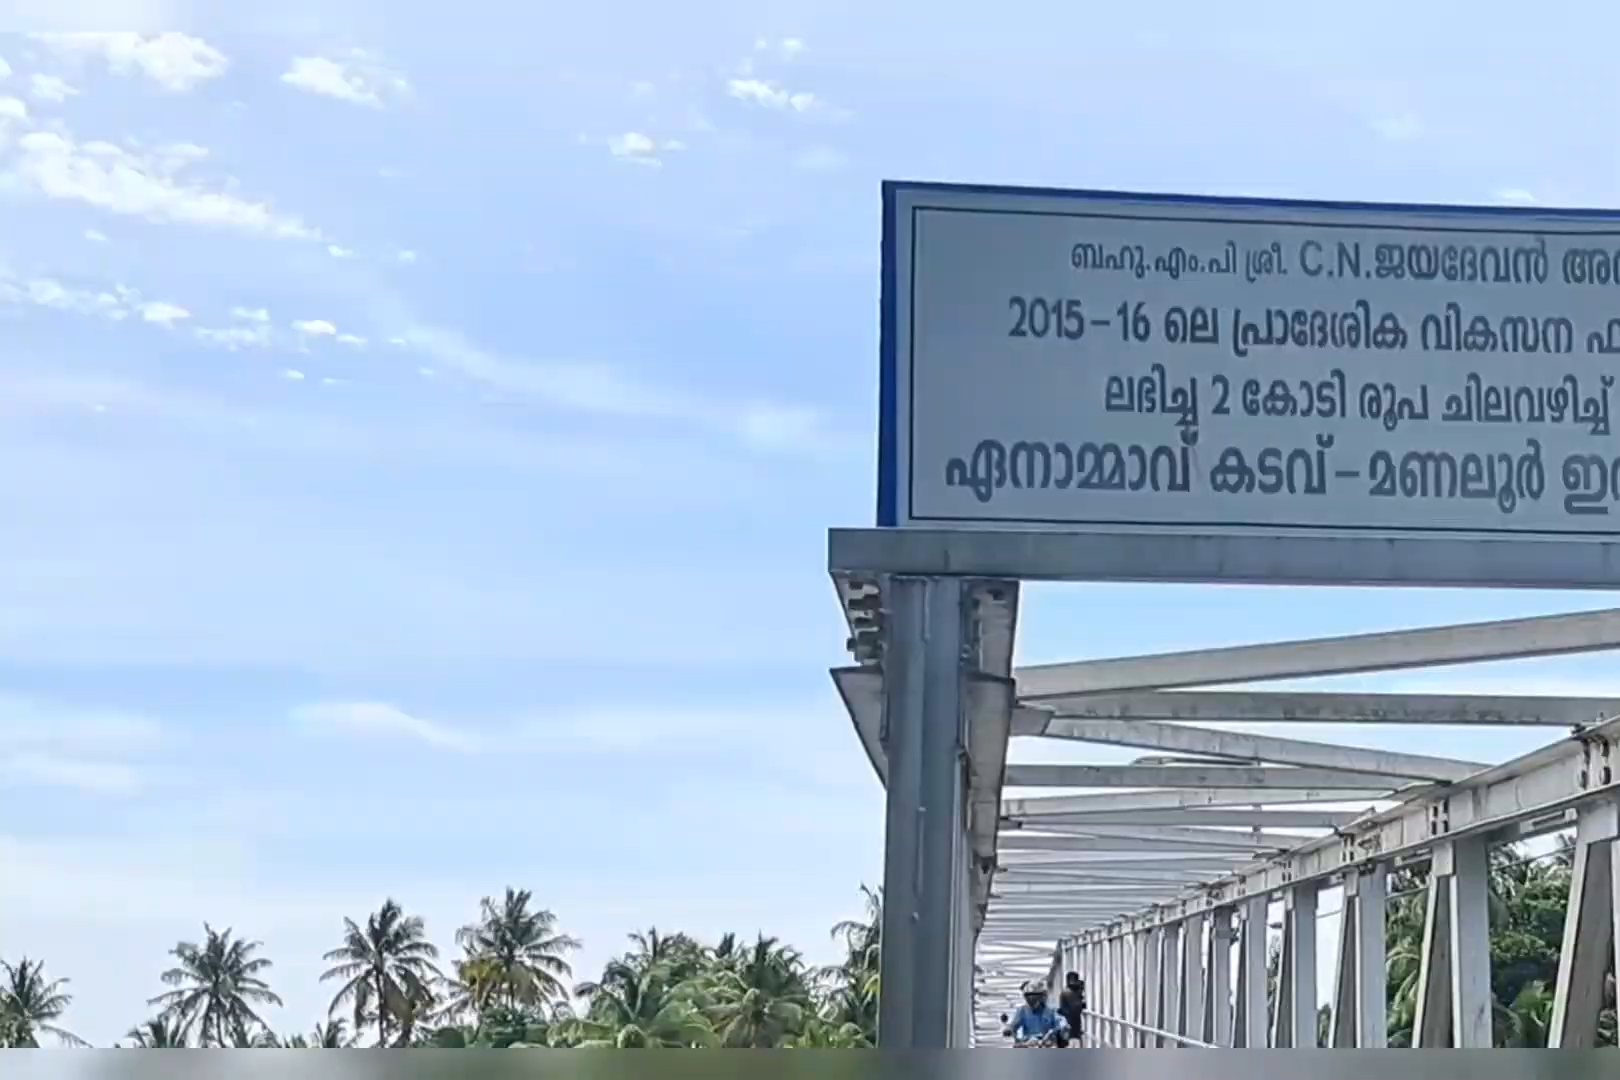 ബഹു.എം.പി ശ്രീ. C.N.ജയദേവൻ
2015-16 ലെ പ്രാദേശിക വികസന
ലഭിച്ച 2 കോടി രൂപ ചിലവഴിച്ച്
ഏനാമ്മാവ് കടവ്-മണലൂർ